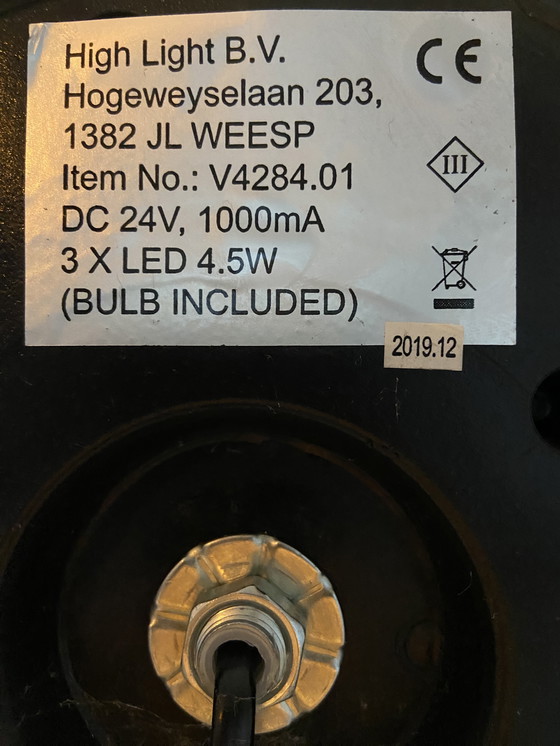 High Light B.V.
CE
Hogeweyselaan 203,
1382 JL WEESP
III
Item No.: V4284.01
DC 24V, 1000mA
3 X LED 4.5W
(BULB INCLUDED)
2019.12